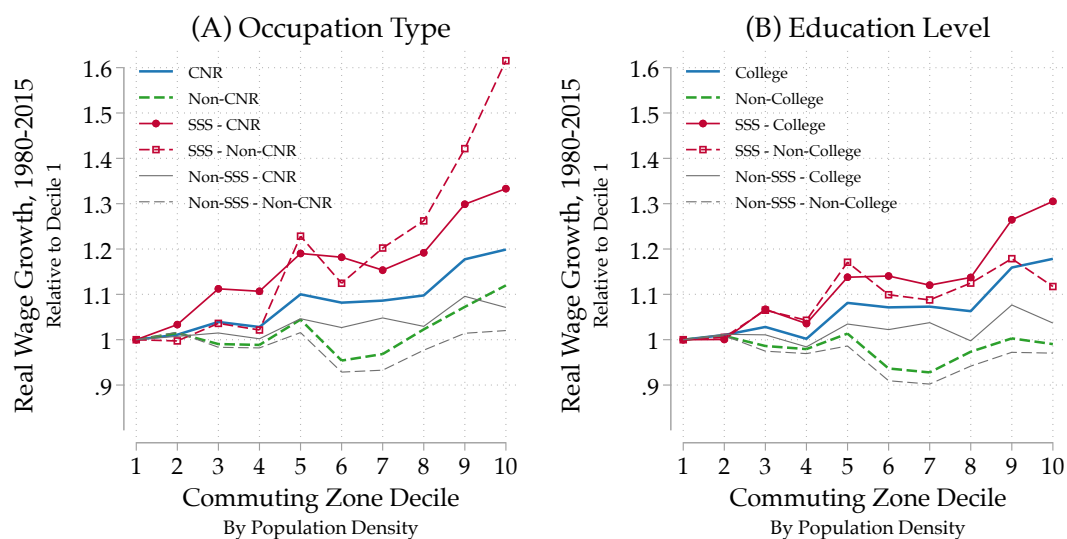 (A) Occupation Type
Real Wage Growth, 1980-2015
Relative to Decile 1
1.6
1.5
1.4
1.3
1.2
1.1
1
.9
CNR
Non-CNR
SSS - CNR
SSS - Non-CNR
Non-SSS - CNR
Non-SSS - Non-CNR
1 2 3 4 5 6 7 8 9 10
Commuting Zone Decile
By Population Density
(B) Education Level
Real Wage Growth, 1980-2015
Relative to Decile 1
1.6
1.5
1.4
1.3
1.2
1.1
1
.9
College
Non-College
SSS - College
SSS - Non-College
Non-SSS - College
Non-SSS - Non-College
1 2 3 4 5 6 7 8 9 10
Commuting Zone Decile
By Population Density